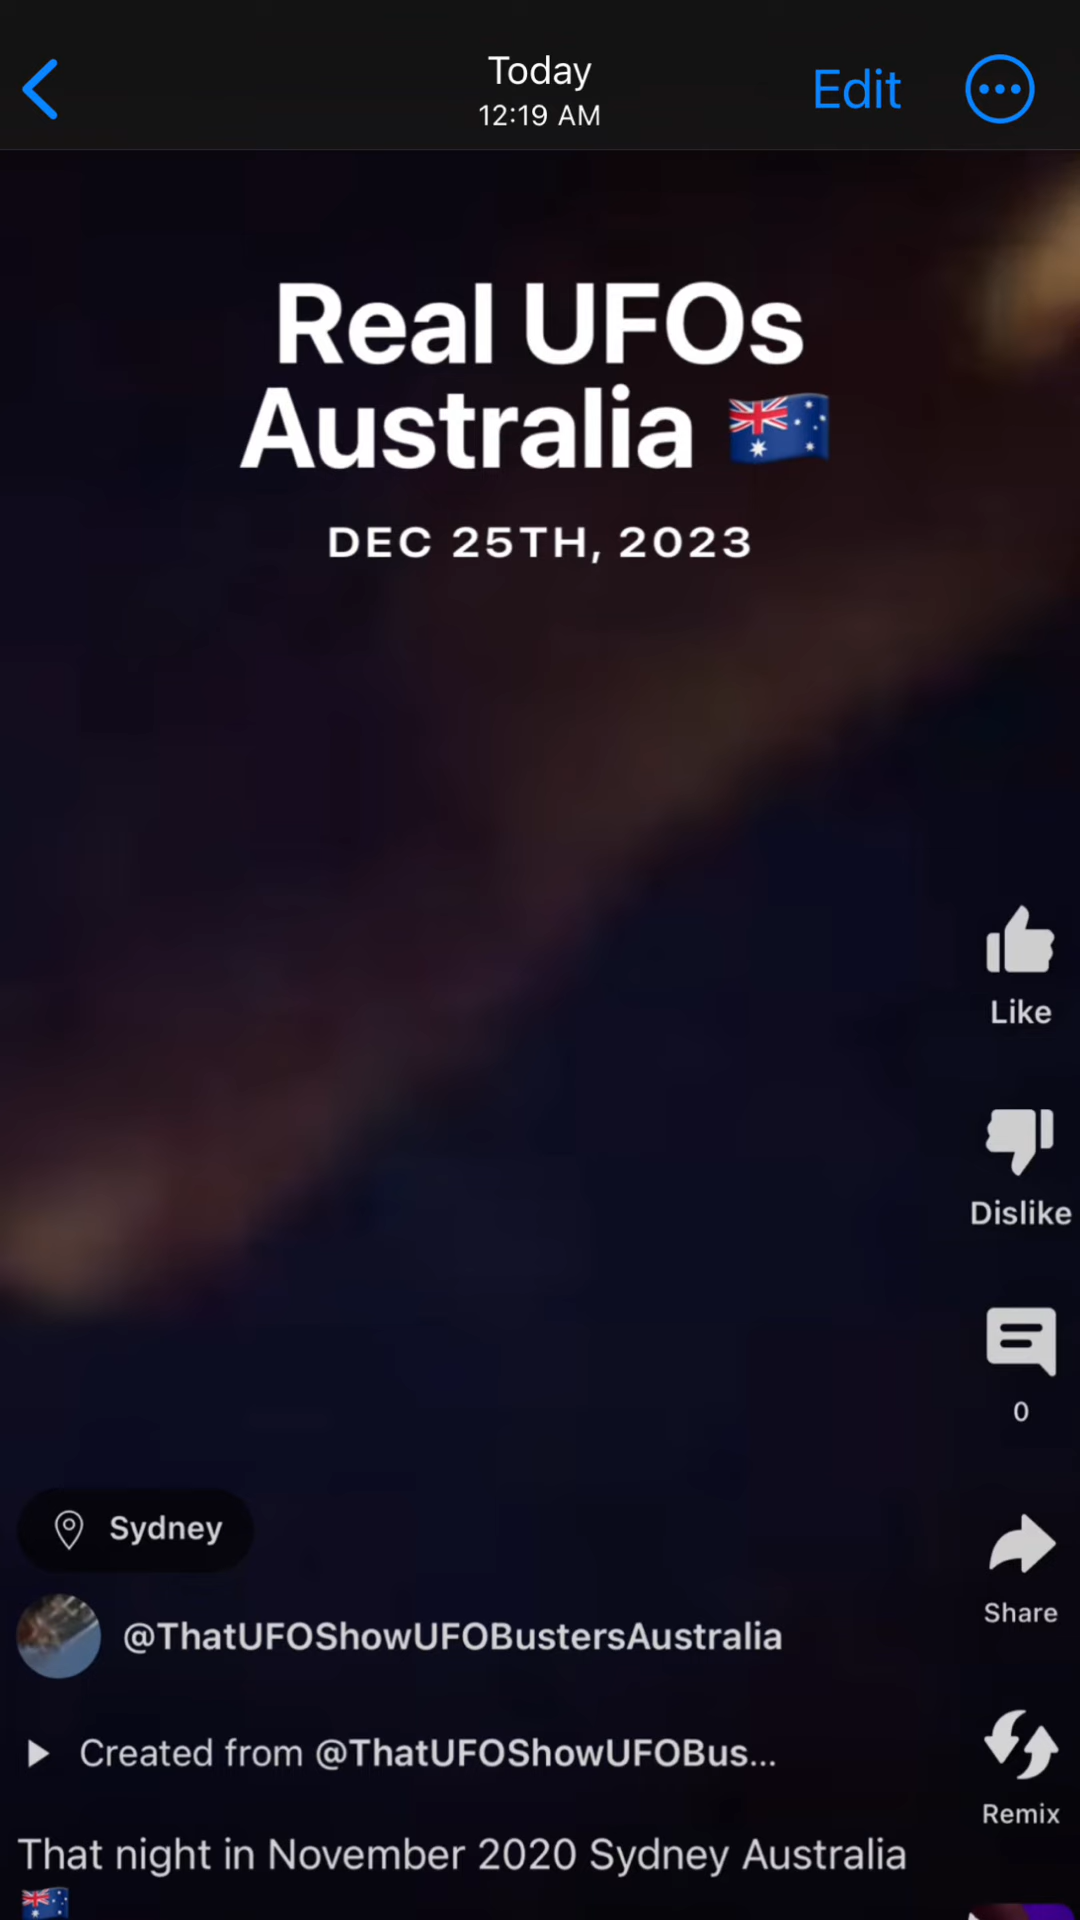 Today
12:19 AM
Edit
Real UFOs
Australia 🇦🇺
DEC 25TH, 2023
Like
Dislike
0
Sydney
Share
@ThatUFOShowUFOBustersAustralia
Created from @ThatUFOShowUFOBus...
Remix
That night in November 2020 Sydney Australia
🇦🇺